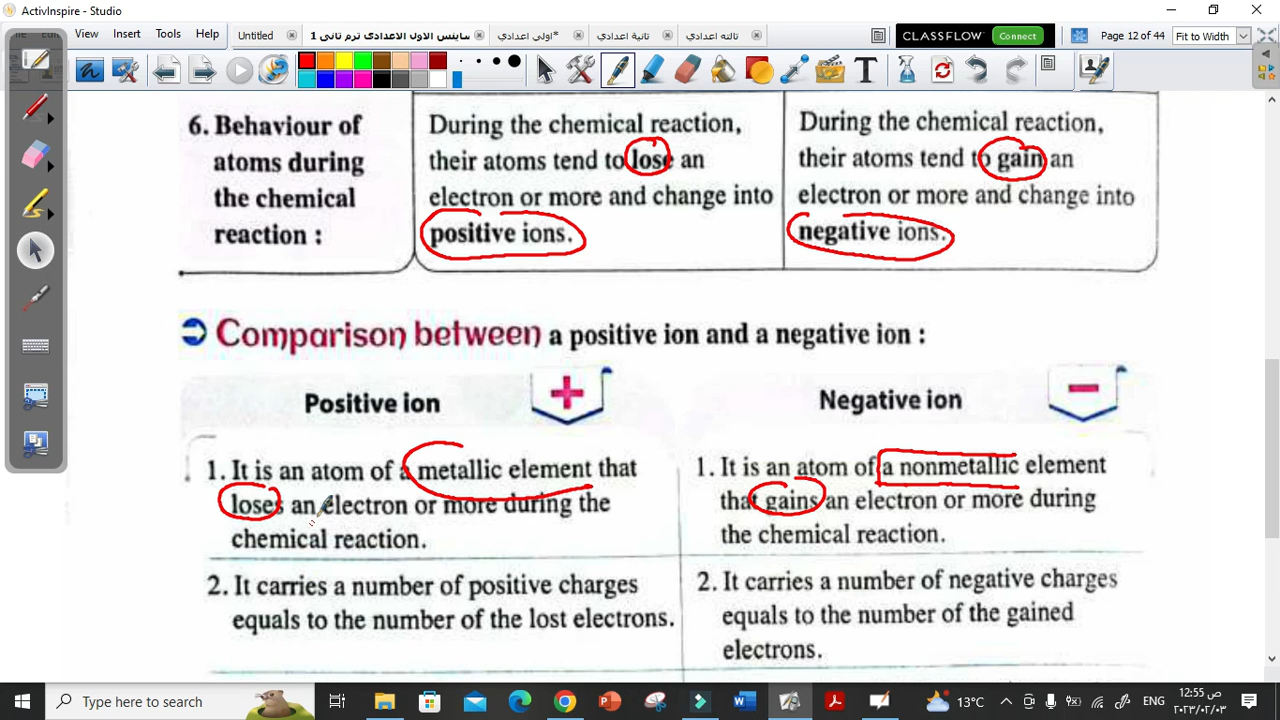 ActivInspire - Studio
View Insert Tools Help
Untitled
ساينس الاول الاعدادى ترم ثانى 1
اولي اعدادي*
ثانية اعدادي
تالته اعدادي
CLASSFLOW Connect
Page 12 of 44
Fit to Width
6. Behaviour of
atoms during
the chemical
reaction :
During the chemical reaction,
their atoms tend to lose an
electron or more and change into
positive ions.
During the chemical reaction,
their atoms tend to gain an
electron or more and change into
negative ions.
Comparison between a positive ion and a negative ion :
Positive ion
+
Negative ion
−
1. It is an atom of a metallic element that
loses an electron or more during the
chemical reaction.
1. It is an atom of a nonmetallic element
that gains an electron or more during
the chemical reaction.
2. It carries a number of positive charges
equals to the number of the lost electrons.
2. It carries a number of negative charges
equals to the number of the gained
electrons.
Type here to search
13°C
ENG
12:55 ص
٢٠٢٣/٠٢/٠٣